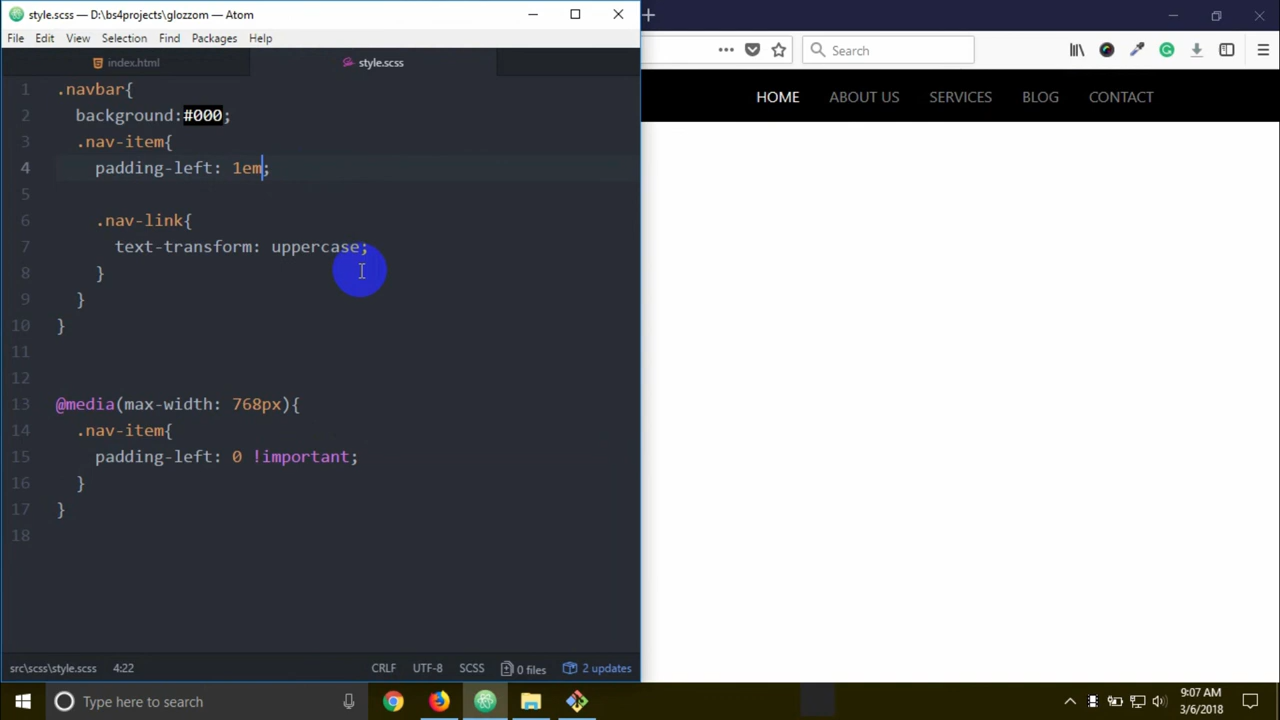 style.scss — D:\bs4projects\glozzom — Atom
File Edit View Selection Find Packages Help
index.html style.scss
1 .navbar{
2 background:#000;
3 .nav-item{
4 padding-left: 1em;
5
6 .nav-link{
7 text-transform: uppercase;
8 }
9 }
10 }
11
12
13 @media(max-width: 768px){
14 .nav-item{
15 padding-left: 0 !important;
16 }
17 }
18
src\scss\style.scss 4:22 CRLF UTF-8 SCSS 0 files 2 updates
Search
HOME ABOUT US SERVICES BLOG CONTACT
Type here to search
9:07 AM
3/6/2018